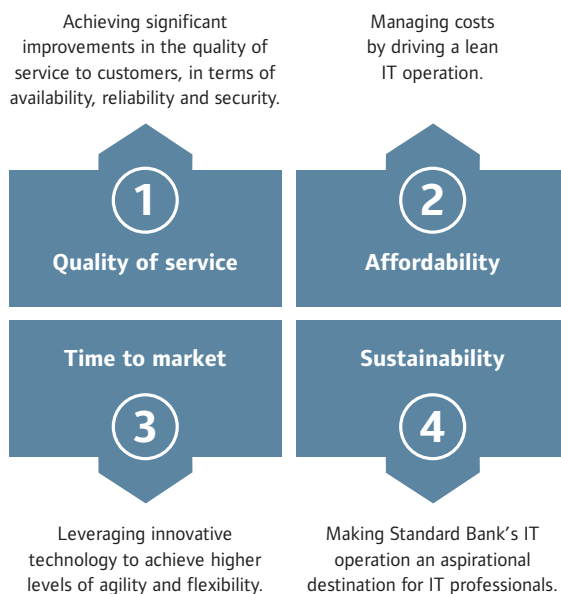 Achieving significant
improvements in the quality of
service to customers, in terms of
availability, reliability and security.
Managing costs
by driving a lean
IT operation.
1
Quality of service
2
Affordability
Time to market
3
Sustainability
4
Leveraging innovative
technology to achieve higher
levels of agility and flexibility.
Making Standard Bank's IT
operation an aspirational
destination for IT professionals.